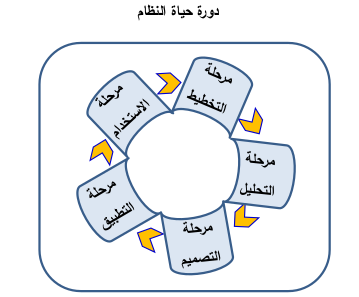 دورة حياة النظام
مرحلة
التخطيط
مرحلة
التحليل
مرحلة
التصميم
مرحلة
التطبيق
مرحلة
الاستخدام